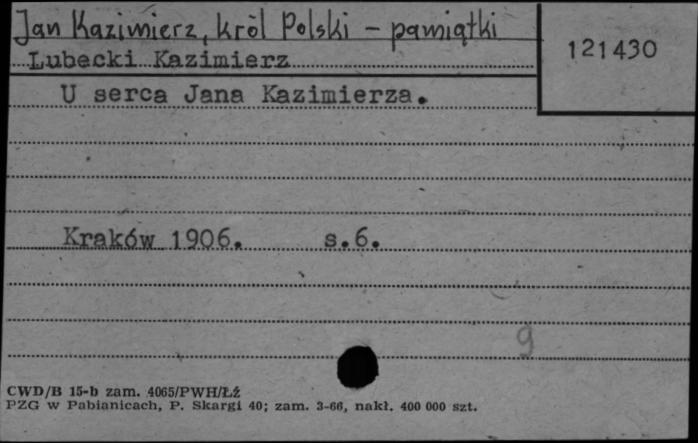 Jan Kazimierz, król Polski - pamiątki
121430
Lubecki Kazimierz
U serca Jana Kazimierza.
Kraków 1906. s.6.
9
CWD/B 15-b zam. 4065/PWH/Łź
PZG w Pabianicach, P. Skargi 40; zam. 3-66, nakł. 400 000 szt.